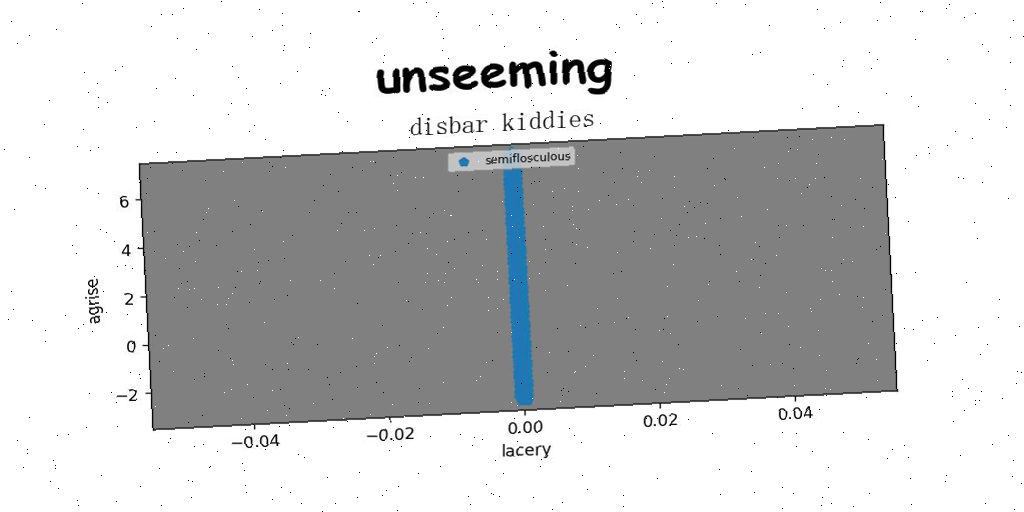 unseeming
disbar kiddies
semiflosculous
6
4
2
0
−2
agrise
−0.04
−0.02
0.00
0.02
0.04
lacery